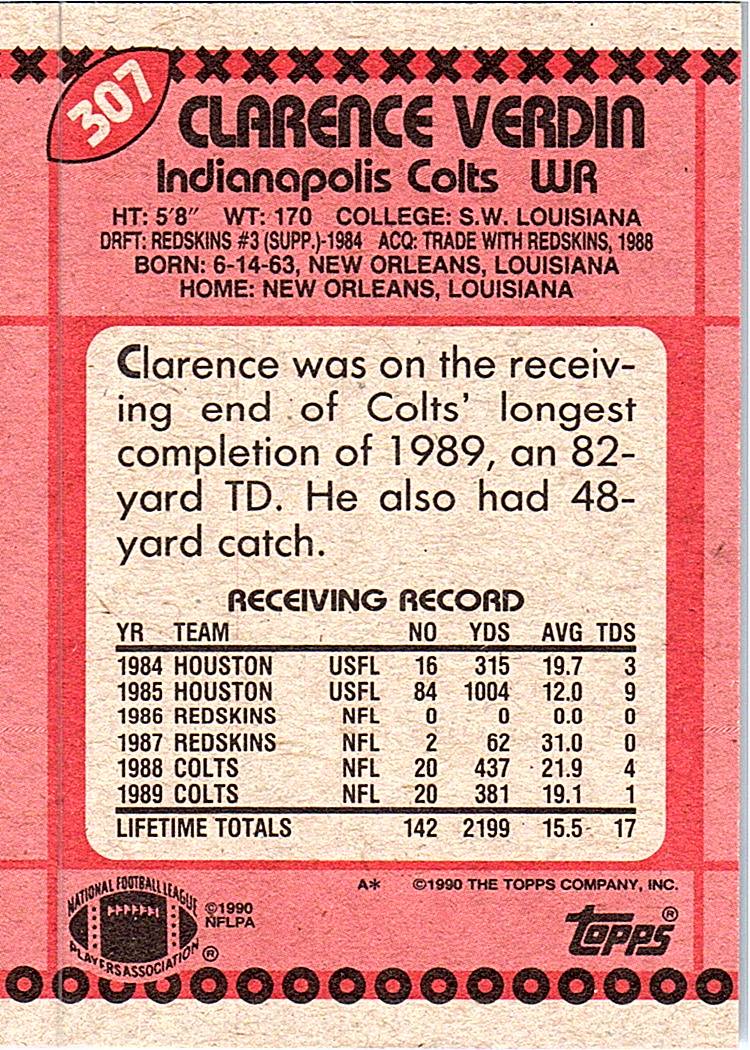 307
CLARENCE VERDIN
Indianapolis Colts WR
HT: 5'8" WT: 170 COLLEGE: S.W. LOUISIANA
DRFT: REDSKINS #3 (SUPP.)-1984 ACQ: TRADE WITH REDSKINS, 1988
BORN: 6-14-63, NEW ORLEANS, LOUISIANA
HOME: NEW ORLEANS, LOUISIANA
Clarence was on the receiv-
ing end of Colts' longest
completion of 1989, an 82-
yard TD. He also had 48-
yard catch.
RECEIVING RECORD
YR TEAM NO YDS AVG TDS
1984 HOUSTON USFL 16 315 19.7 3
1985 HOUSTON USFL 84 1004 12.0 9
1986 REDSKINS NFL 0 0 0.0 0
1987 REDSKINS NFL 2 62 31.0 0
1988 COLTS NFL 20 437 21.9 4
1989 COLTS NFL 20 381 19.1 1
LIFETIME TOTALS 142 2199 15.5 17
A* ©1990 THE TOPPS COMPANY, INC.
NATIONAL FOOTBALL LEAGUE
PLAYERS ASSOCIATION ®
©1990
NFLPA
topps ®